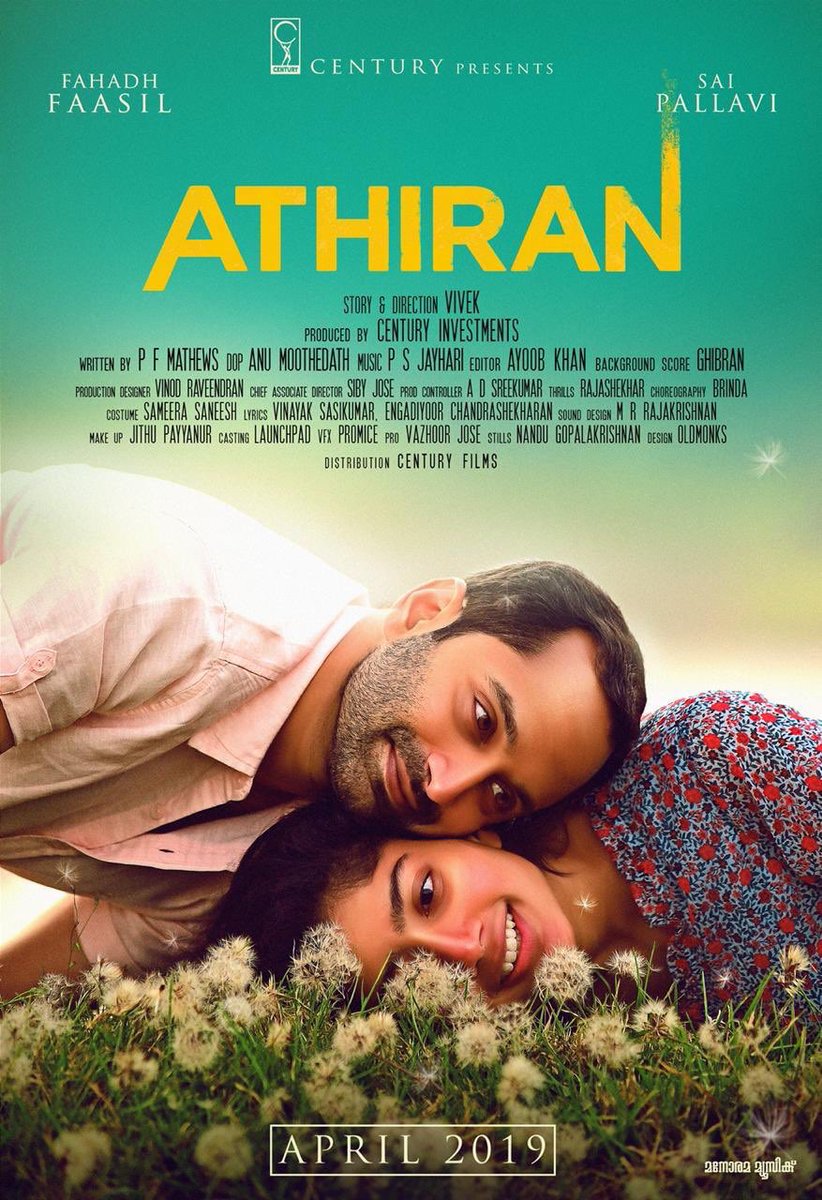 CENTURY
CENTURY PRESENTS
FAHADH
FAASIL
SAI
PALLAVI
ATHIRAN
STORY & DIRECTION VIVEK
PRODUCED BY CENTURY INVESTMENTS
WRITTEN BY P F MATHEWS DOP ANU MOOTHEDATH MUSIC P S JAYHARI EDITOR AYOOB KHAN BACKGROUND SCORE GHIBRAN
PRODUCTION DESIGNER VINOD RAVEENDRAN CHIEF ASSOCIATE DIRECTOR SIBY JOSE PROD CONTROLLER A D SREEKUMAR THRILLS RAJASHEKHAR CHOREOGRAPHY BRINDA
COSTUME SAMEERA SANEESH LYRICS VINAYAK SASIKUMAR, ENGADIYOOR CHANDRASHEKHARAN SOUND DESIGN M R RAJAKRISHNAN
MAKE UP JITHU PAYYANUR CASTING LAUNCHPAD VFX PROMICE PRO VAZHOOR JOSE STILLS NANDU GOPALAKRISHNAN DESIGN OLDMONKS
DISTRIBUTION CENTURY FILMS
APRIL 2019
മനോരമ മ്യൂസിക്